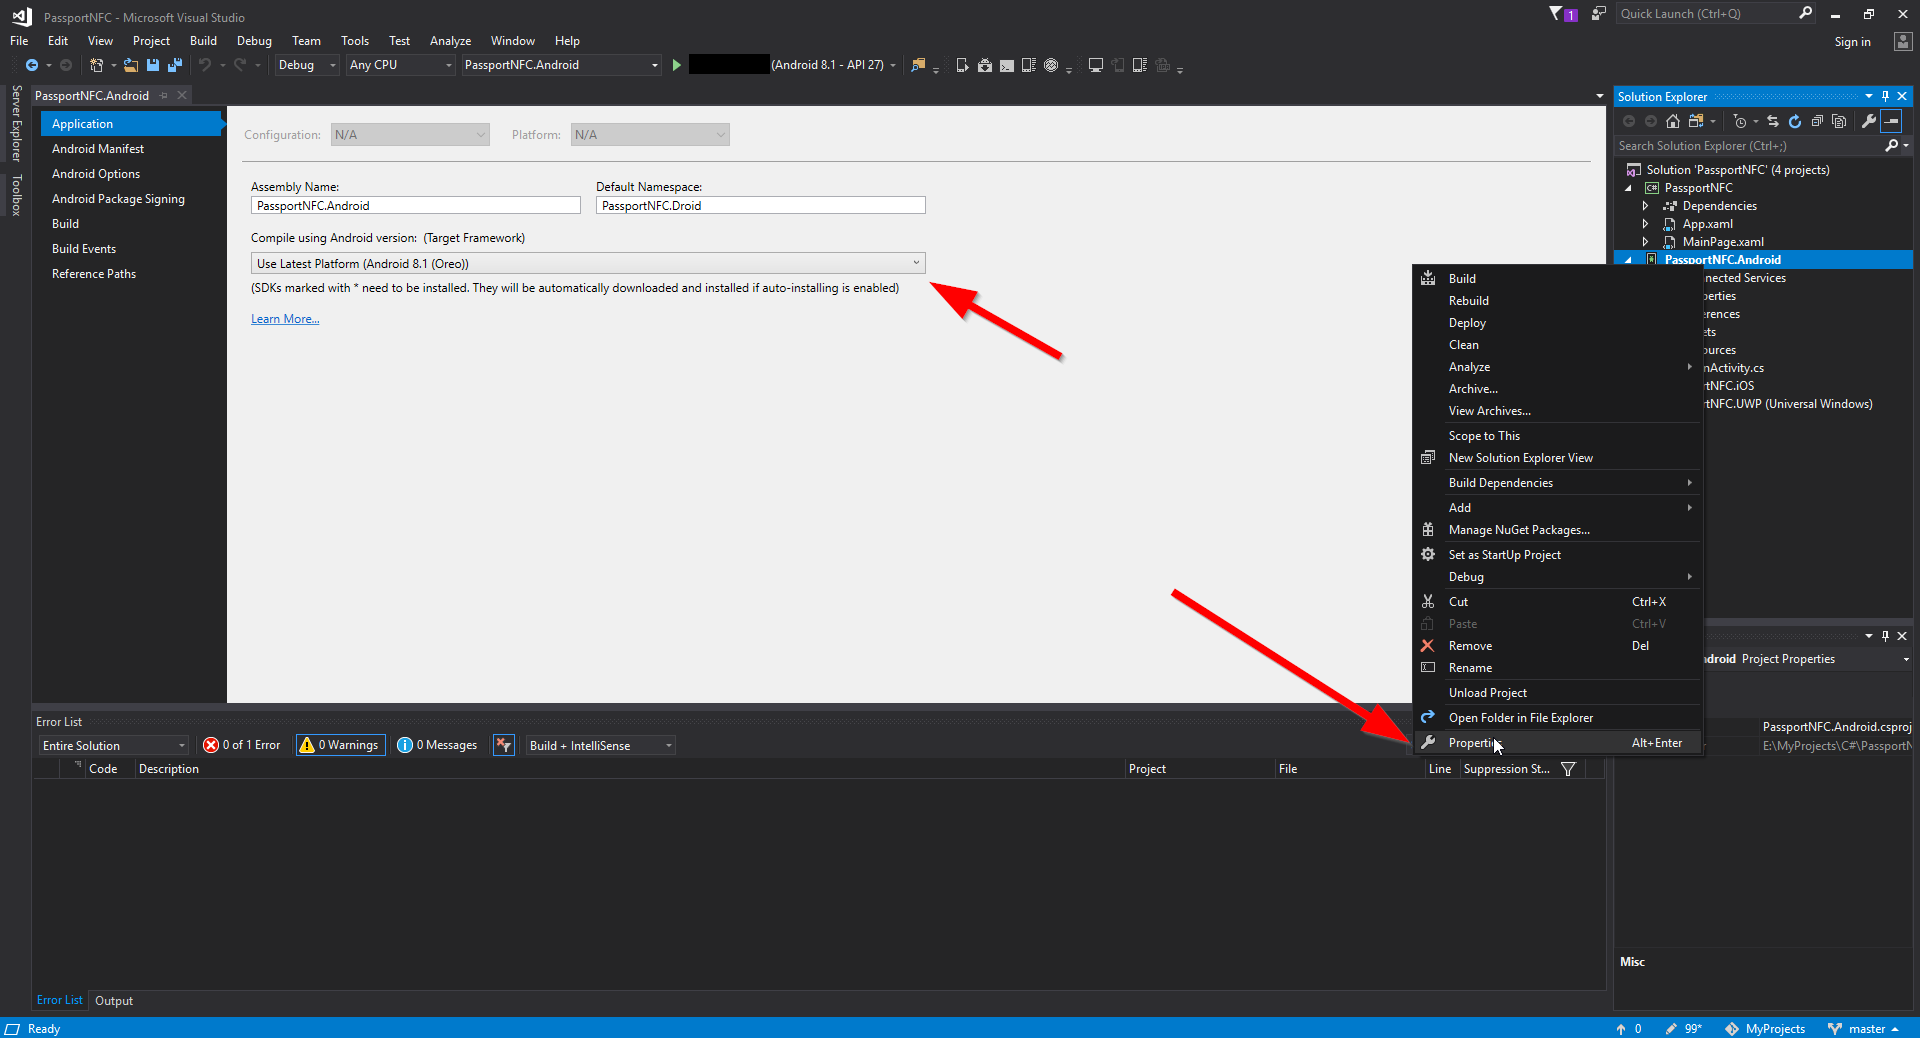 PassportNFC - Microsoft Visual Studio
1
Quick Launch (Ctrl+Q)
File Edit View Project Build Debug Team Tools Test Analyze Window Help
Sign in
Debug Any CPU PassportNFC.Android (Android 8.1 - API 27)
Server Explorer
Toolbox
PassportNFC.Android
Application
Android Manifest
Android Options
Android Package Signing
Build
Build Events
Reference Paths
Configuration: N/A Platform: N/A
Assembly Name: Default Namespace:
PassportNFC.Android PassportNFC.Droid
Compile using Android version: (Target Framework)
Use Latest Platform (Android 8.1 (Oreo))
(SDKs marked with * need to be installed. They will be automatically downloaded and installed if auto-installing is enabled)
Learn More...
Solution Explorer
Search Solution Explorer (Ctrl+;)
Solution 'PassportNFC' (4 projects)
C# PassportNFC
Dependencies
App.xaml
MainPage.xaml
PassportNFC.Android
nected Services
perties
erences
ets
ources
nActivity.cs
rtNFC.iOS
rtNFC.UWP (Universal Windows)
Build
Rebuild
Deploy
Clean
Analyze
Archive...
View Archives...
Scope to This
New Solution Explorer View
Build Dependencies
Add
Manage NuGet Packages...
Set as StartUp Project
Debug
Cut Ctrl+X
Paste Ctrl+V
Remove Del
Rename
Unload Project
Open Folder in File Explorer
Properti Alt+Enter
ndroid Project Properties
PassportNFC.Android.csproj
E:\MyProjects\C#\PassportN
Misc
Error List
Entire Solution 0 of 1 Error 0 Warnings 0 Messages Build + IntelliSense
Code Description Project File Line Suppression St...
Error List Output
Ready 0 99* MyProjects master